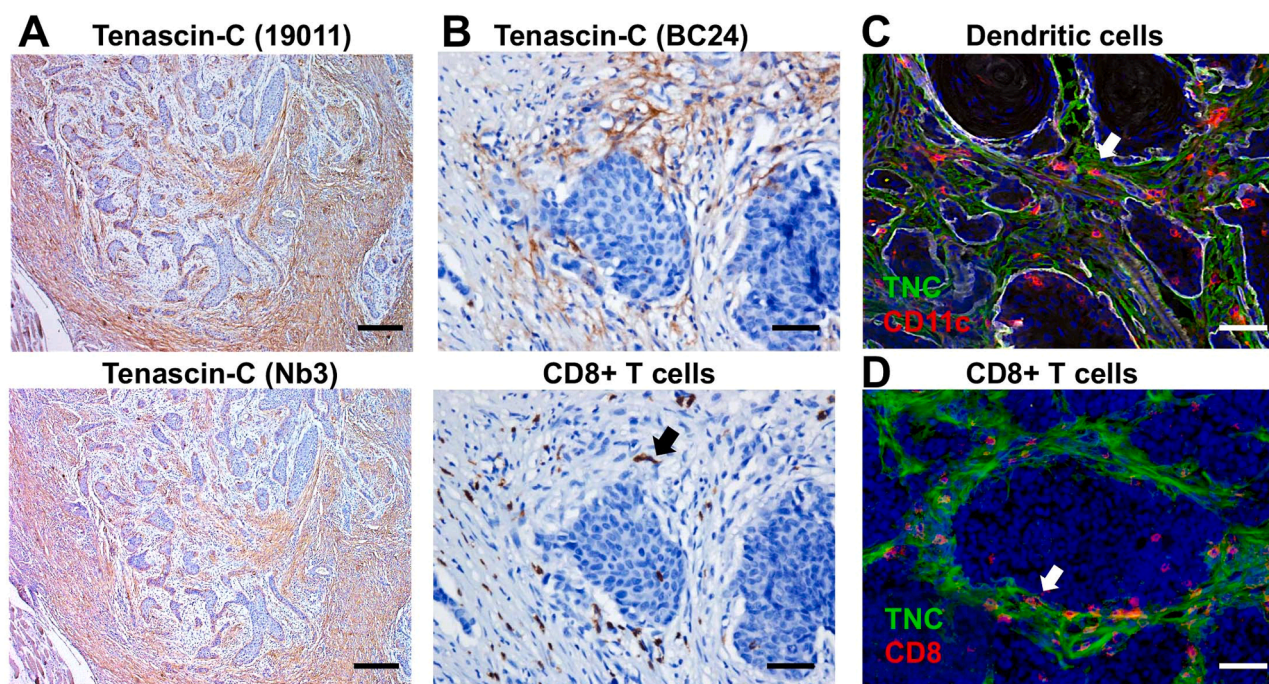 A
Tenascin-C (19011)
Tenascin-C (Nb3)
B
Tenascin-C (BC24)
CD8+ T cells
C
Dendritic cells
TNC
CD11c
D
CD8+ T cells
TNC
CD8